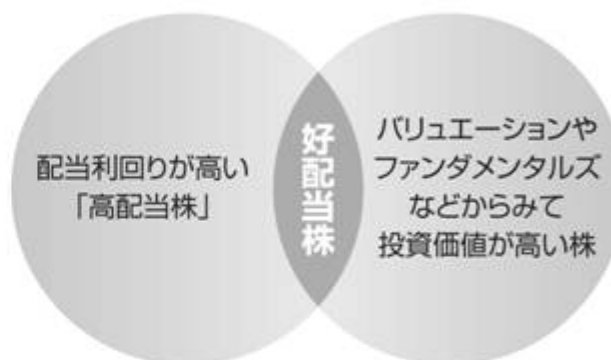 配当利回りが高い
「高配当株」
好配当株
バリュエーションや
ファンダメンタルズ
などからみて
投資価値が高い株